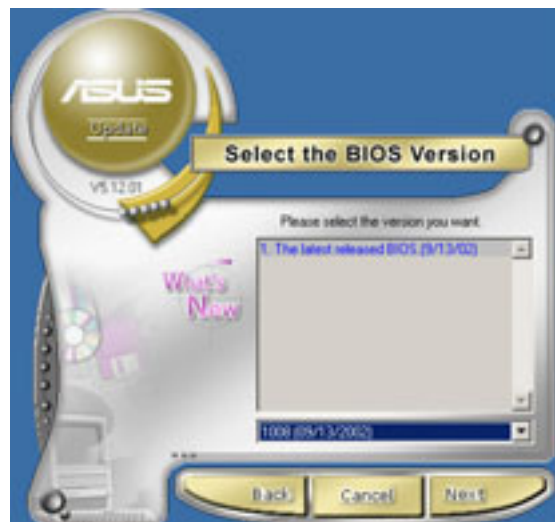 ASUS
Update
V5.12.01
Select the BIOS Version
Please select the version you want
1. The latest released BIOS.(9/13/02)
What's
New
1008 (09/13/2002)
Back
Cancel
Next